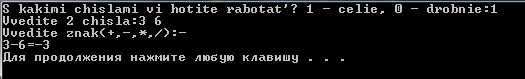 S kakimi chislami vi hotite rabotat'? 1 - celie, 0 - drobnie:1
Vvedite 2 chisla:3 6
Vvedite znak(+,-,*,/):-
3-6=-3
Для продолжения нажмите любую клавишу . . .